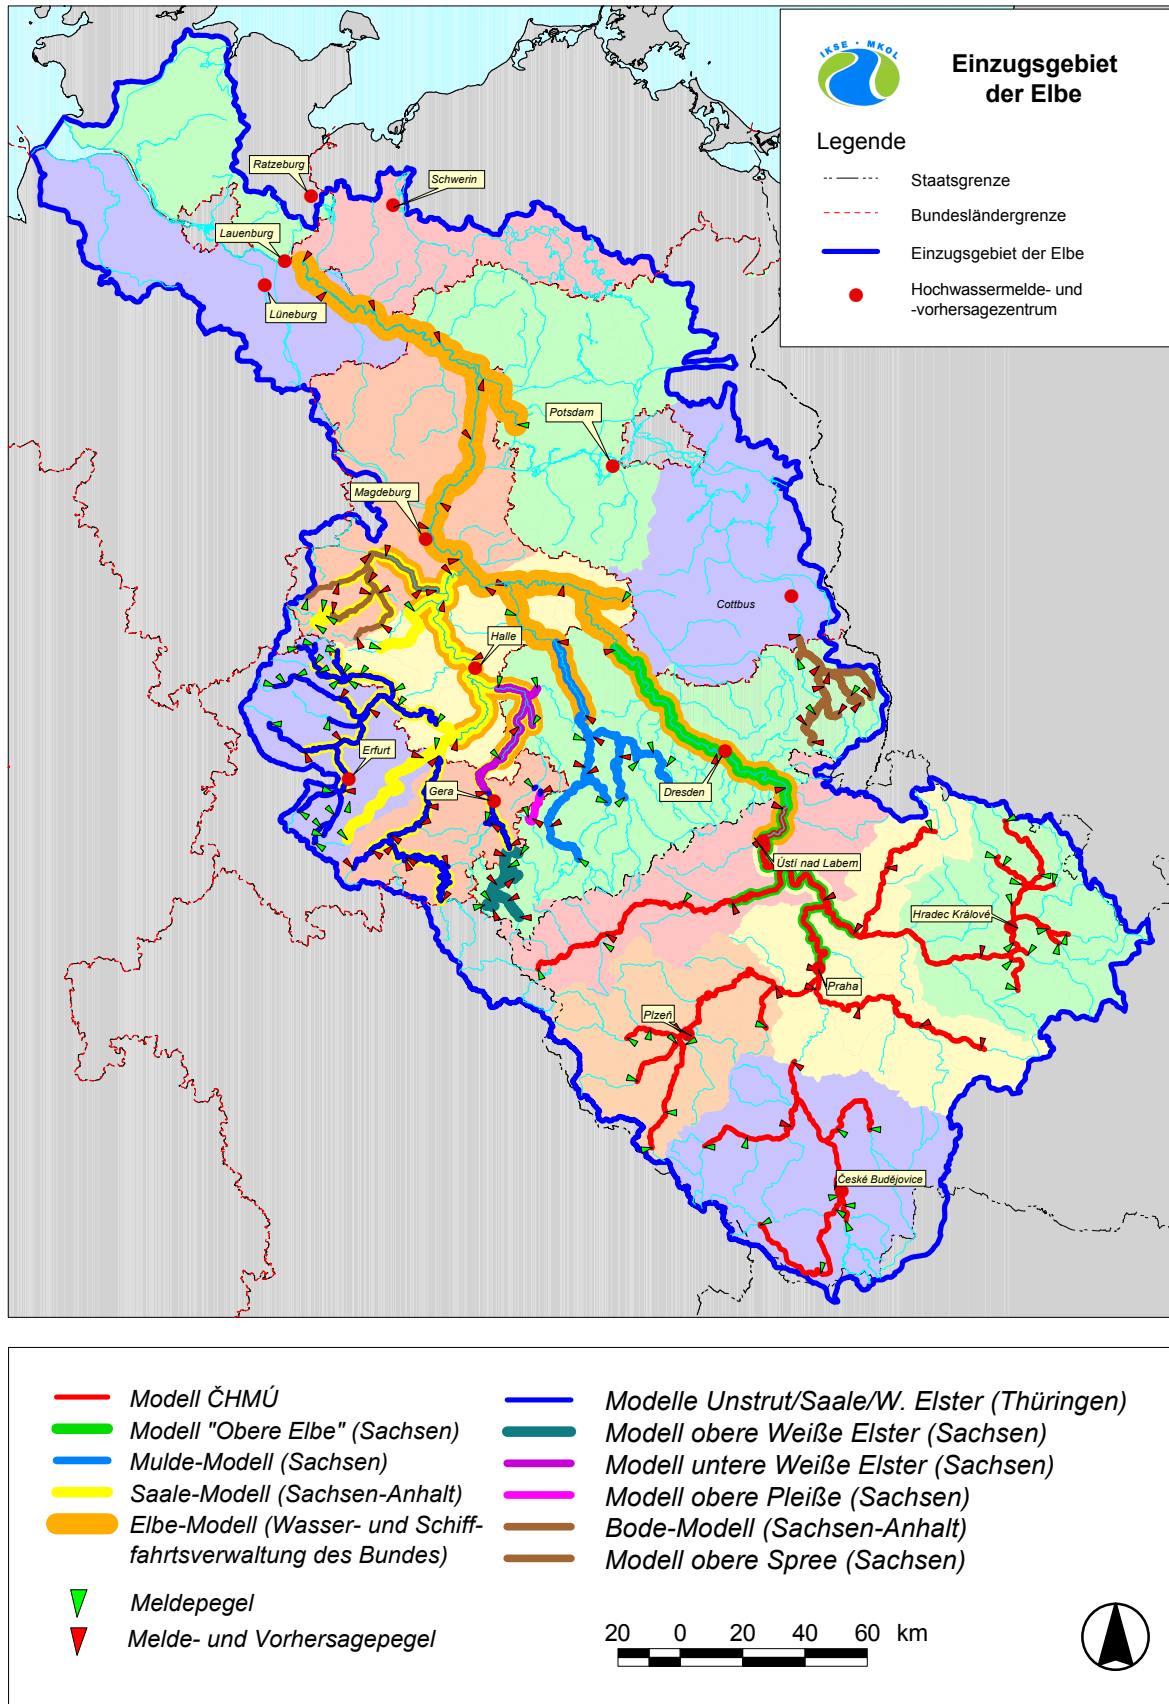 IKSE • MKOL
Einzugsgebiet
der Elbe
Legende
Staatsgrenze
Bundesländergrenze
Einzugsgebiet der Elbe
Hochwassermelde- und
-vorhersagezentrum
Ratzeburg
Schwerin
Lauenburg
Lüneburg
Potsdam
Magdeburg
Cottbus
Halle
Erfurt
Gera
Dresden
Ústí nad Labem
Hradec Králové
Praha
Plzeň
České Budějovice
Modell ČHMÚ
Modell "Obere Elbe" (Sachsen)
Mulde-Modell (Sachsen)
Saale-Modell (Sachsen-Anhalt)
Elbe-Modell (Wasser- und Schiff-
fahrtsverwaltung des Bundes)
Meldepegel
Melde- und Vorhersagepegel
Modelle Unstrut/Saale/W. Elster (Thüringen)
Modell obere Weiße Elster (Sachsen)
Modell untere Weiße Elster (Sachsen)
Modell obere Pleiße (Sachsen)
Bode-Modell (Sachsen-Anhalt)
Modell obere Spree (Sachsen)
20 0 20 40 60 km